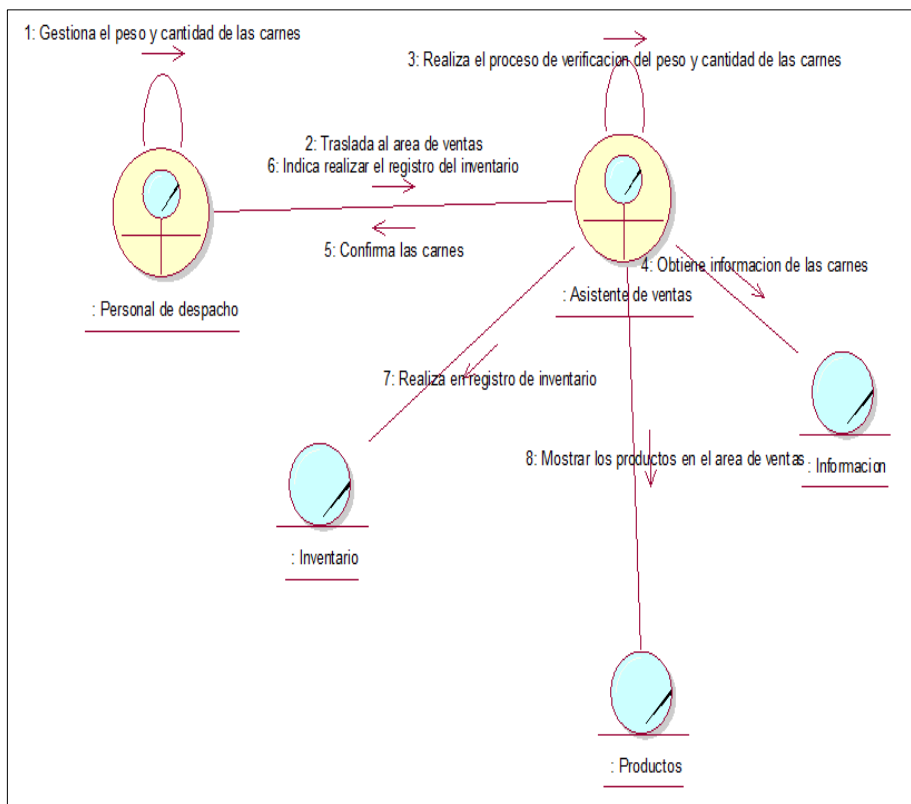 1: Gestiona el peso y cantidad de las carnes
3: Realiza el proceso de verificacion del peso y cantidad de las carnes
2: Traslada al area de ventas
6: Indica realizar el registro del inventario
5: Confirma las carnes
4: Obtiene informacion de las carnes
: Personal de despacho
: Asistente de ventas
7: Realiza en registro de inventario
8: Mostrar los productos en el area de ventas
: Informacion
: Inventario
: Productos